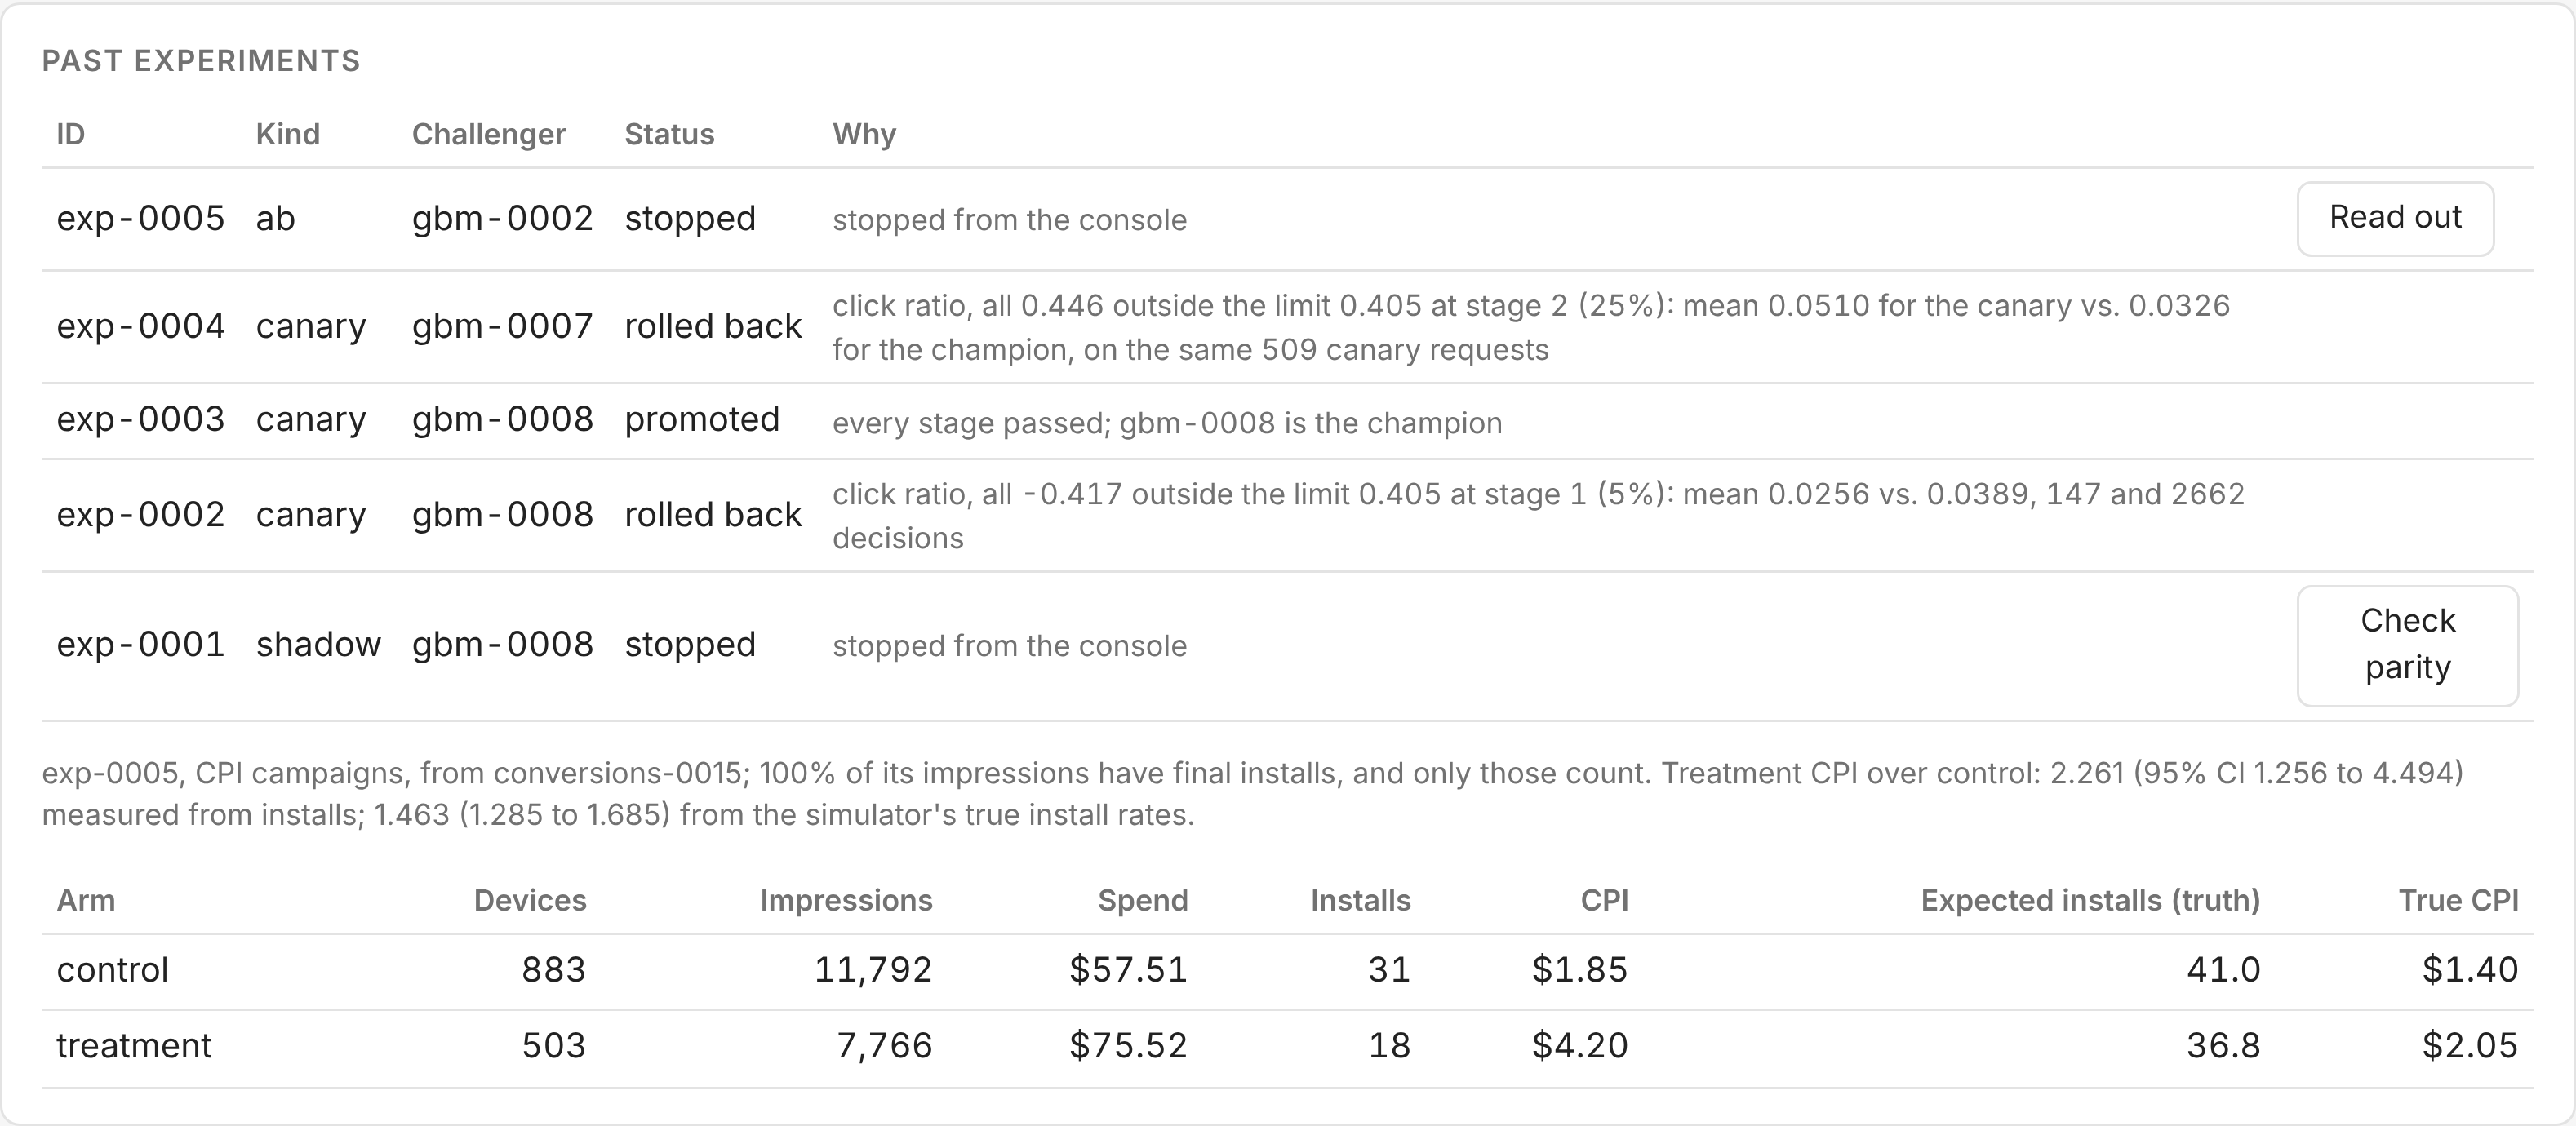 PAST EXPERIMENTS
ID Kind Challenger Status Why
exp-0005 ab gbm-0002 stopped stopped from the console Read out
exp-0004 canary gbm-0007 rolled back click ratio, all 0.446 outside the limit 0.405 at stage 2 (25%): mean 0.0510 for the canary vs. 0.0326
for the champion, on the same 509 canary requests
exp-0003 canary gbm-0008 promoted every stage passed; gbm-0008 is the champion
exp-0002 canary gbm-0008 rolled back click ratio, all -0.417 outside the limit 0.405 at stage 1 (5%): mean 0.0256 vs. 0.0389, 147 and 2662
decisions
exp-0001 shadow gbm-0008 stopped stopped from the console Check
parity
exp-0005, CPI campaigns, from conversions-0015; 100% of its impressions have final installs, and only those count. Treatment CPI over control: 2.261 (95% CI 1.256 to 4.494)
measured from installs; 1.463 (1.285 to 1.685) from the simulator's true install rates.
Arm Devices Impressions Spend Installs CPI Expected installs (truth) True CPI
control 883 11,792 $57.51 31 $1.85 41.0 $1.40
treatment 503 7,766 $75.52 18 $4.20 36.8 $2.05